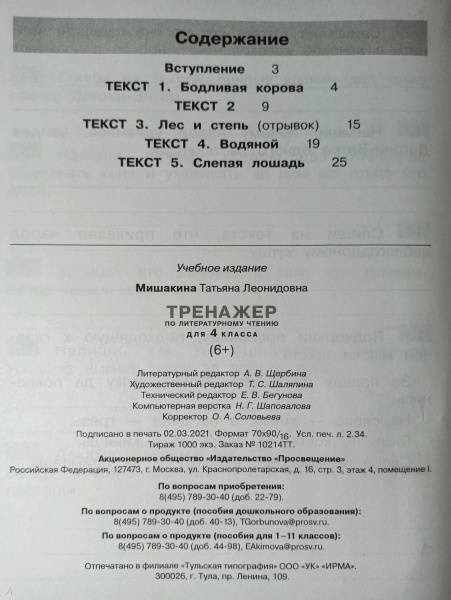 Содержание
Вступление 3
ТЕКСТ 1. Бодливая корова 4
ТЕКСТ 2 9
ТЕКСТ 3. Лес и степь (отрывок) 15
ТЕКСТ 4. Водяной 19
ТЕКСТ 5. Слепая лошадь 25
Учебное издание
Мишакина Татьяна Леонидовна
ТРЕНАЖЕР
ПО ЛИТЕРАТУРНОМУ ЧТЕНИЮ
ДЛЯ 4 КЛАССА
(6+)
Литературный редактор А. В. Щербина
Художественный редактор Т. С. Шаляпина
Технический редактор Е. В. Бегунова
Компьютерная верстка Н. Г. Шаповалова
Корректор О. А. Соловьева
Подписано в печать 02.03.2021. Формат 70х90/16. Усл. печ. л. 2.34.
Тираж 1000 экз. Заказ № 10214ТТ.
Акционерное общество «Издательство «Просвещение»
Российская Федерация, 127473, г. Москва, ул. Краснопролетарская, д. 16, стр. 3, этаж 4, помещение I.
По вопросам приобретения:
8(495) 789-30-40 (доб. 22-79).
По вопросам о продукте (пособия дошкольного образования):
8(495) 789-30-40 (доб. 40-13), TGorbunova@prosv.ru.
По вопросам о продукте (пособия для 1–11 классов):
8(495) 789-30-40 (доб. 44-98), EAkimova@prosv.ru.
Отпечатано в филиале «Тульская типография» ООО «УК» «ИРМА».
300026, г. Тула, пр. Ленина, 109.